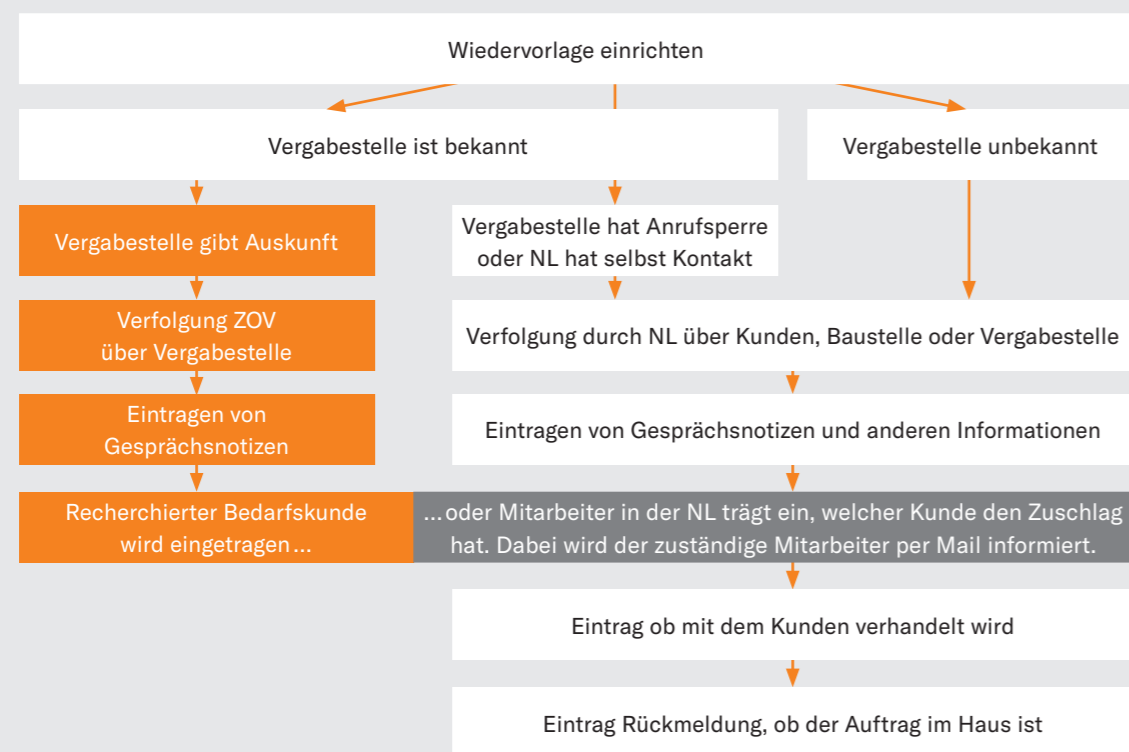 Wiedervorlage einrichten
Vergabestelle ist bekannt
Vergabestelle unbekannt
Vergabestelle gibt Auskunft
Vergabestelle hat Anrufsperre
oder NL hat selbst Kontakt
Verfolgung ZOV
über Vergabestelle
Verfolgung durch NL über Kunden, Baustelle oder Vergabestelle
Eintragen von
Gesprächsnotizen
Eintragen von Gesprächsnotizen und anderen Informationen
Recherchierter Bedarfskunde
wird eingetragen ...
... oder Mitarbeiter in der NL trägt ein, welcher Kunde den Zuschlag
hat. Dabei wird der zuständige Mitarbeiter per Mail informiert.
Eintrag ob mit dem Kunden verhandelt wird
Eintrag Rückmeldung, ob der Auftrag im Haus ist